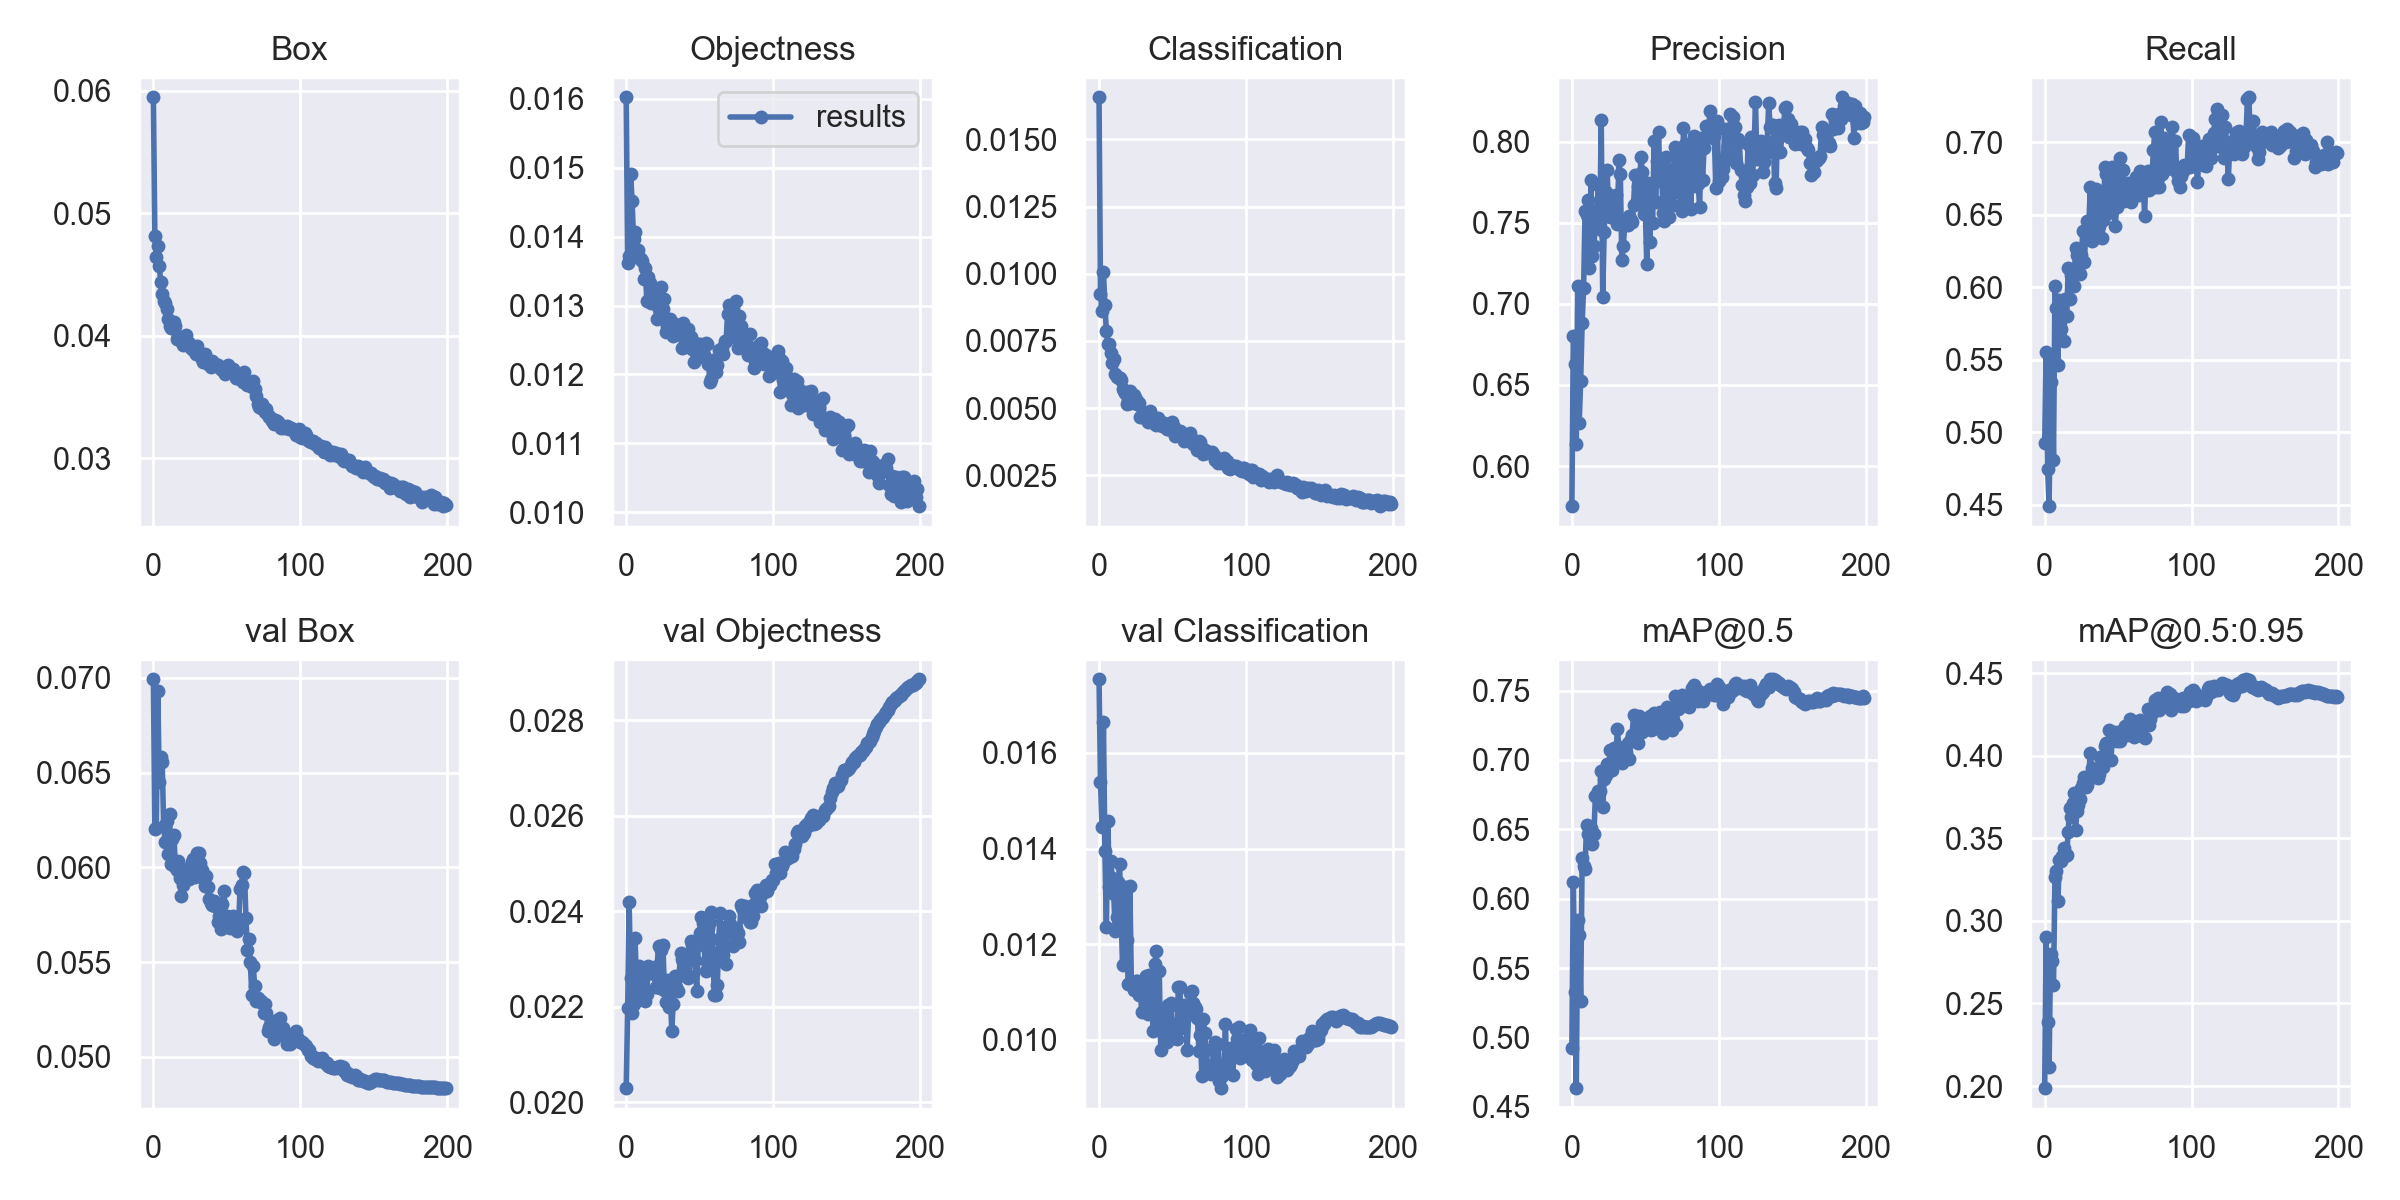 Box
0.06
0.05
0.04
0.03
0 100 200
Objectness
results
0.016
0.015
0.014
0.013
0.012
0.011
0.010
0 100 200
Classification
0.0150
0.0125
0.0100
0.0075
0.0050
0.0025
0 100 200
Precision
0.80
0.75
0.70
0.65
0.60
0 100 200
Recall
0.70
0.65
0.60
0.55
0.50
0.45
0 100 200
val Box
0.070
0.065
0.060
0.055
0.050
0 100 200
val Objectness
0.028
0.026
0.024
0.022
0.020
0 100 200
val Classification
0.016
0.014
0.012
0.010
0 100 200
mAP@0.5
0.75
0.70
0.65
0.60
0.55
0.50
0.45
0 100 200
mAP@0.5:0.95
0.45
0.40
0.35
0.30
0.25
0.20
0 100 200